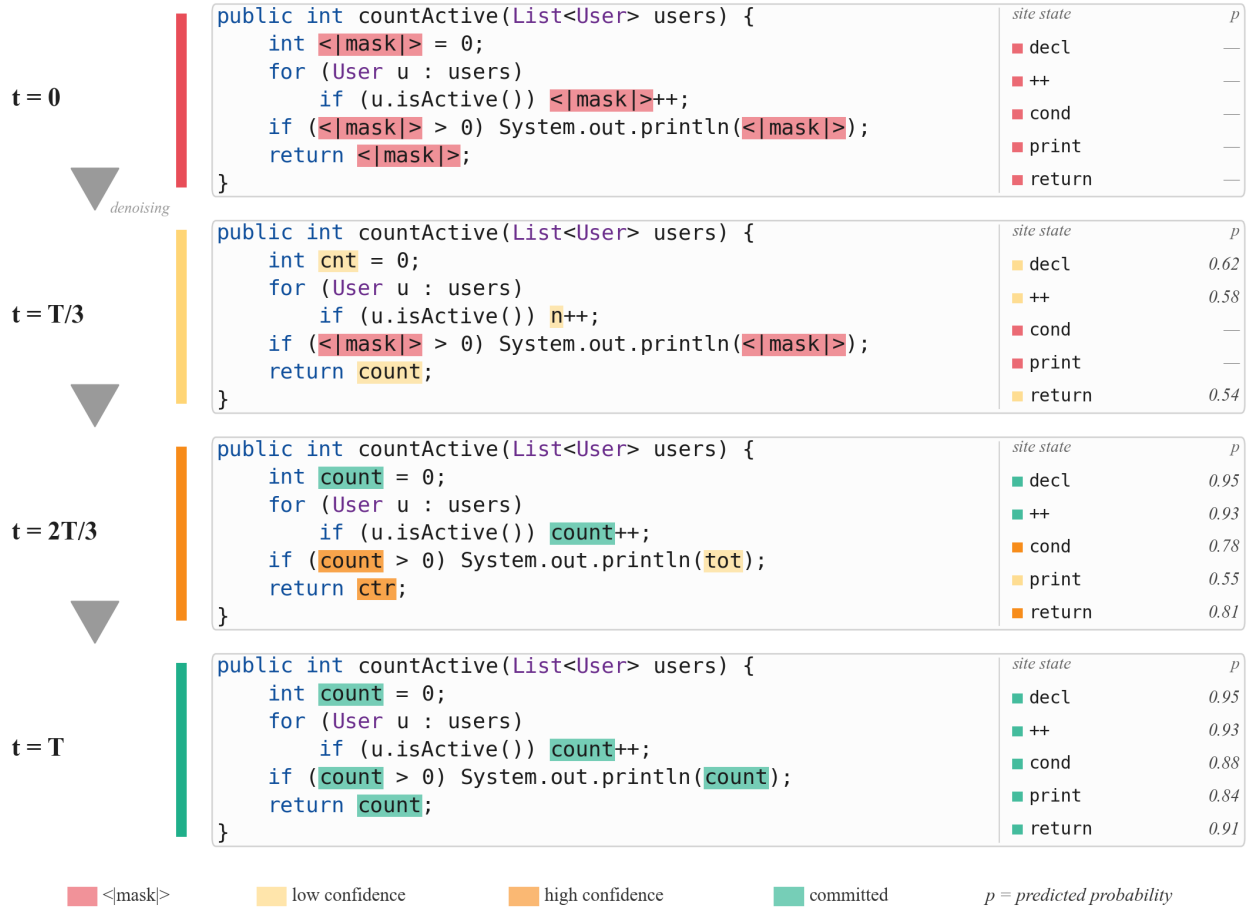 public int countActive(List<User> users) {
int <|mask|> = 0;
for (User u : users)
if (u.isActive()) <|mask|>++;
if (<|mask|> > 0) System.out.println(<|mask|>);
return <|mask|>;
}
site state p
decl —
++ —
cond —
print —
return —
t = 0
denoising
public int countActive(List<User> users) {
int cnt = 0;
for (User u : users)
if (u.isActive()) n++;
if (<|mask|> > 0) System.out.println(<|mask|>);
return count;
}
site state p
decl 0.62
++ 0.58
cond —
print —
return 0.54
t = T/3
public int countActive(List<User> users) {
int count = 0;
for (User u : users)
if (u.isActive()) count++;
if (count > 0) System.out.println(tot);
return ctr;
}
site state p
decl 0.95
++ 0.93
cond 0.78
print 0.55
return 0.81
t = 2T/3
public int countActive(List<User> users) {
int count = 0;
for (User u : users)
if (u.isActive()) count++;
if (count > 0) System.out.println(count);
return count;
}
site state p
decl 0.95
++ 0.93
cond 0.88
print 0.84
return 0.91
t = T
<|mask|> low confidence high confidence committed p = predicted probability